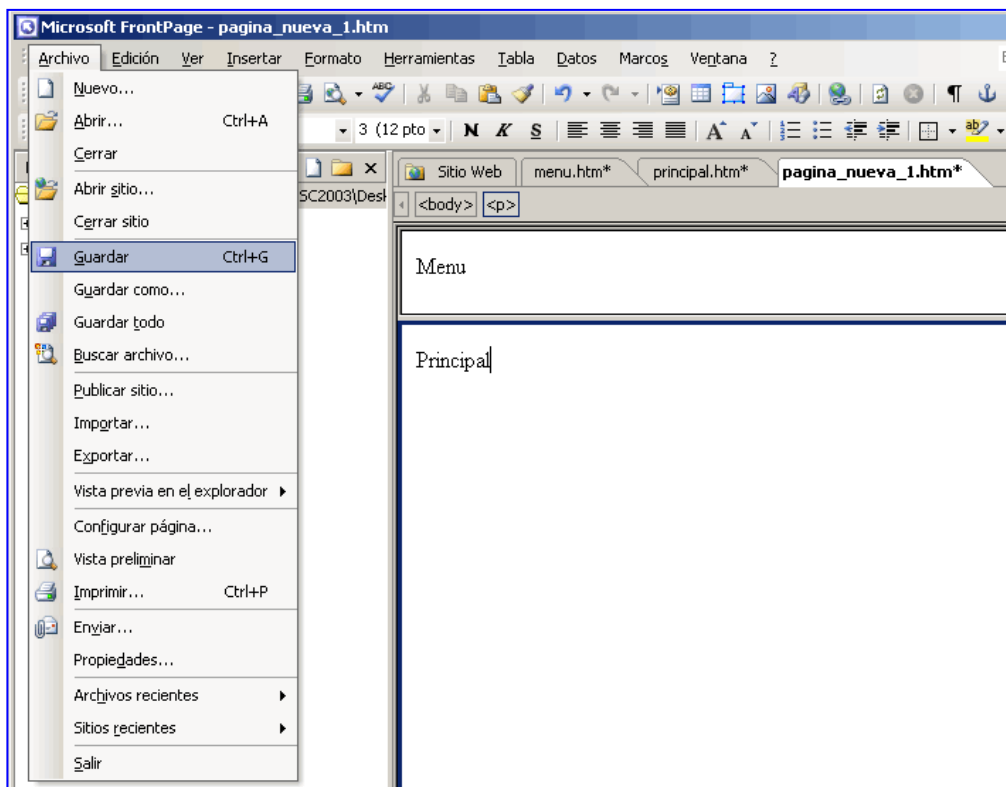 Microsoft FrontPage - pagina_nueva_1.htm
Archivo Edición Ver Insertar Formato Herramientas Tabla Datos Marcos Ventana ?
3 (12 pto
N K S
Sitio Web menu.htm* principal.htm* pagina_nueva_1.htm*
SC2003\Desk
<body> <p>
Nuevo...
Abrir... Ctrl+A
Cerrar
Abrir sitio...
Cerrar sitio
Guardar Ctrl+G
Guardar como...
Guardar todo
Buscar archivo...
Publicar sitio...
Importar...
Exportar...
Vista previa en el explorador
Configurar página...
Vista preliminar
Imprimir... Ctrl+P
Enviar...
Propiedades...
Archivos recientes
Sitios recientes
Salir
Menu
Principal